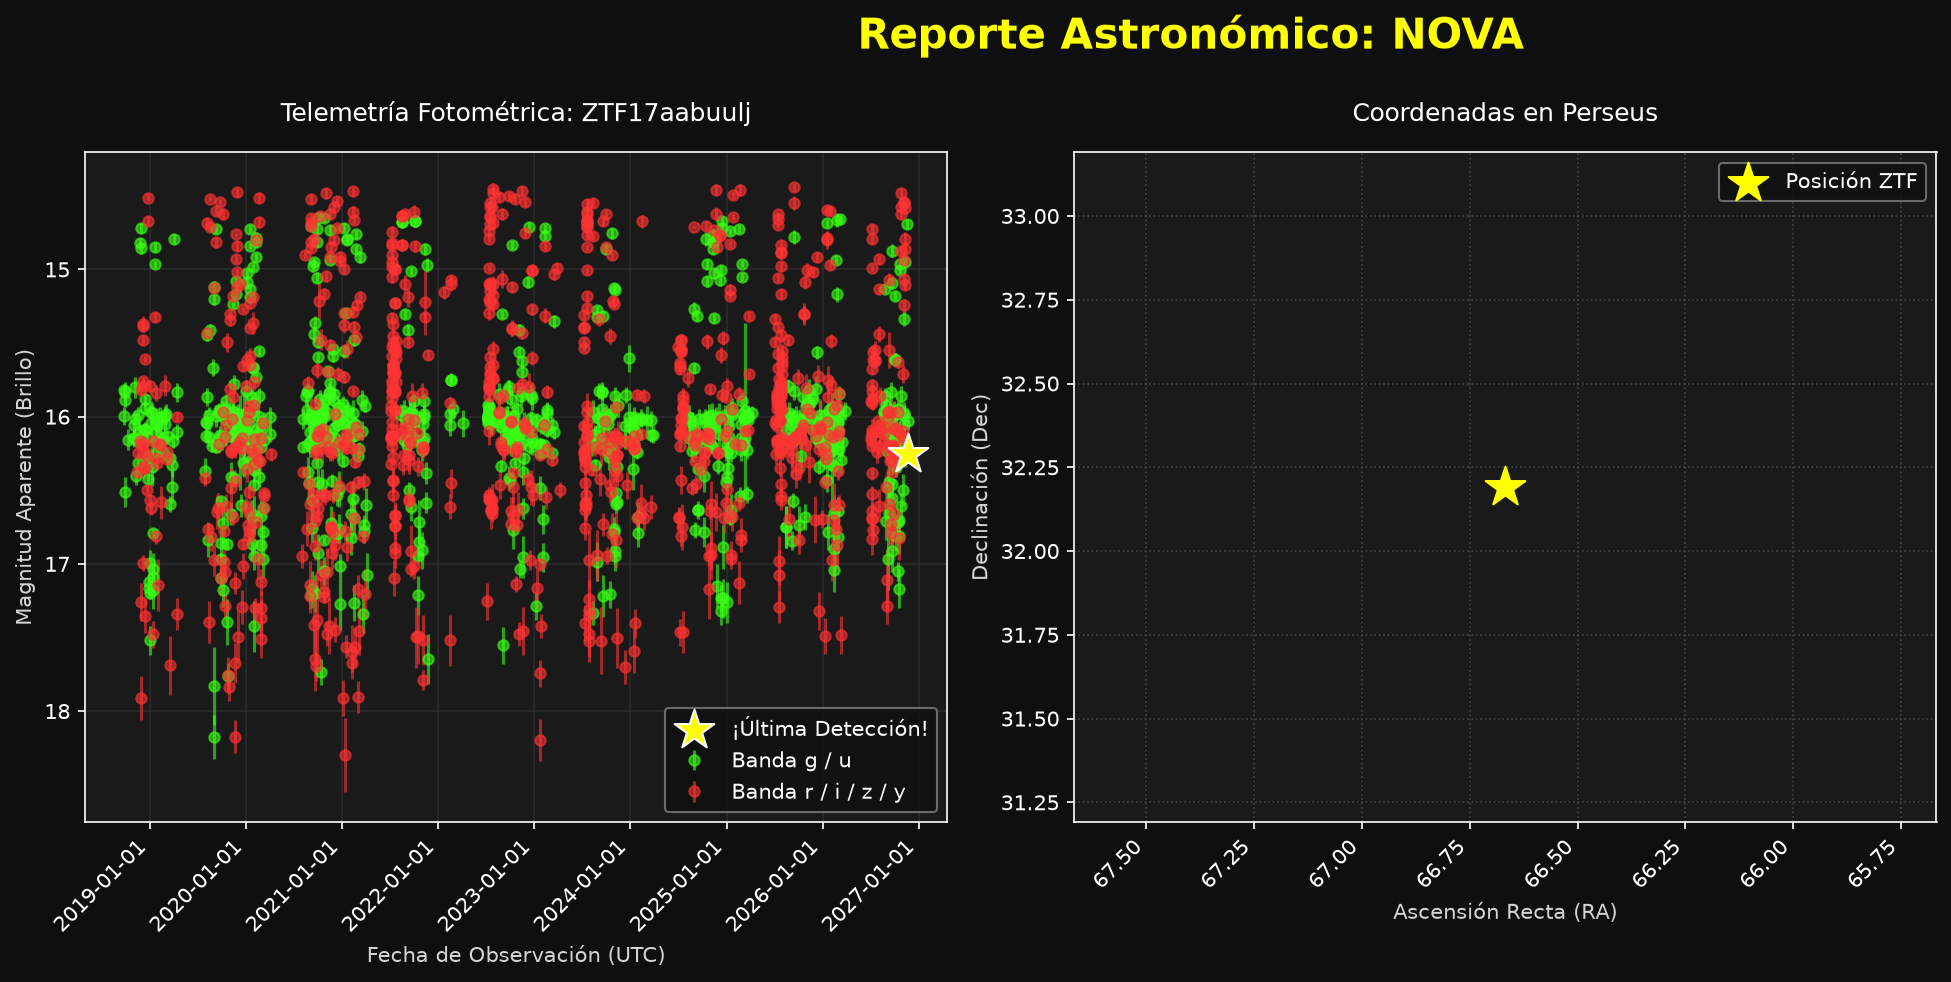 Reporte Astronómico: NOVA
Telemetría Fotométrica: ZTF17aabuulj
Magnitud Aparente (Brillo)
15
16
17
18
¡Última Detección!
Banda g / u
Banda r / i / z / y
2019-01-01
2020-01-01
2021-01-01
2022-01-01
2023-01-01
2024-01-01
2025-01-01
2026-01-01
2027-01-01
Fecha de Observación (UTC)
Coordenadas en Perseus
Posición ZTF
Declinación (Dec)
33.00
32.75
32.50
32.25
32.00
31.75
31.50
31.25
67.50
67.25
67.00
66.75
66.50
66.25
66.00
65.75
Ascensión Recta (RA)